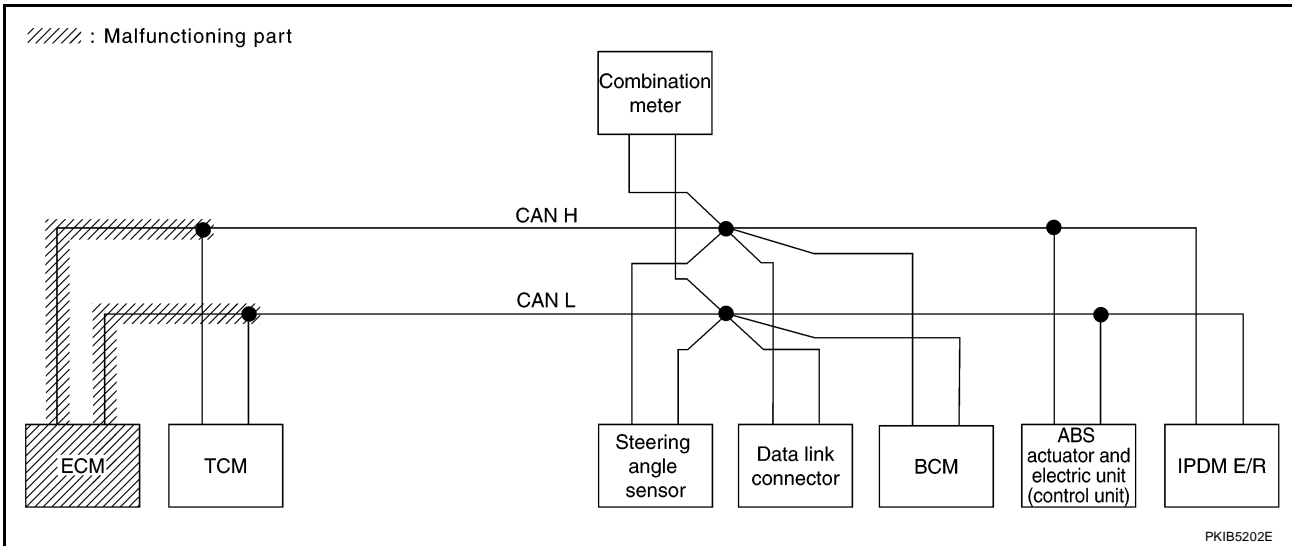 : Malfunctioning part
Combination
meter
CAN H
CAN L
ECM
TCM
Steering
angle
sensor
Data link
connector
BCM
ABS
actuator and
electric unit
(control unit)
IPDM E/R
PKIB5202E